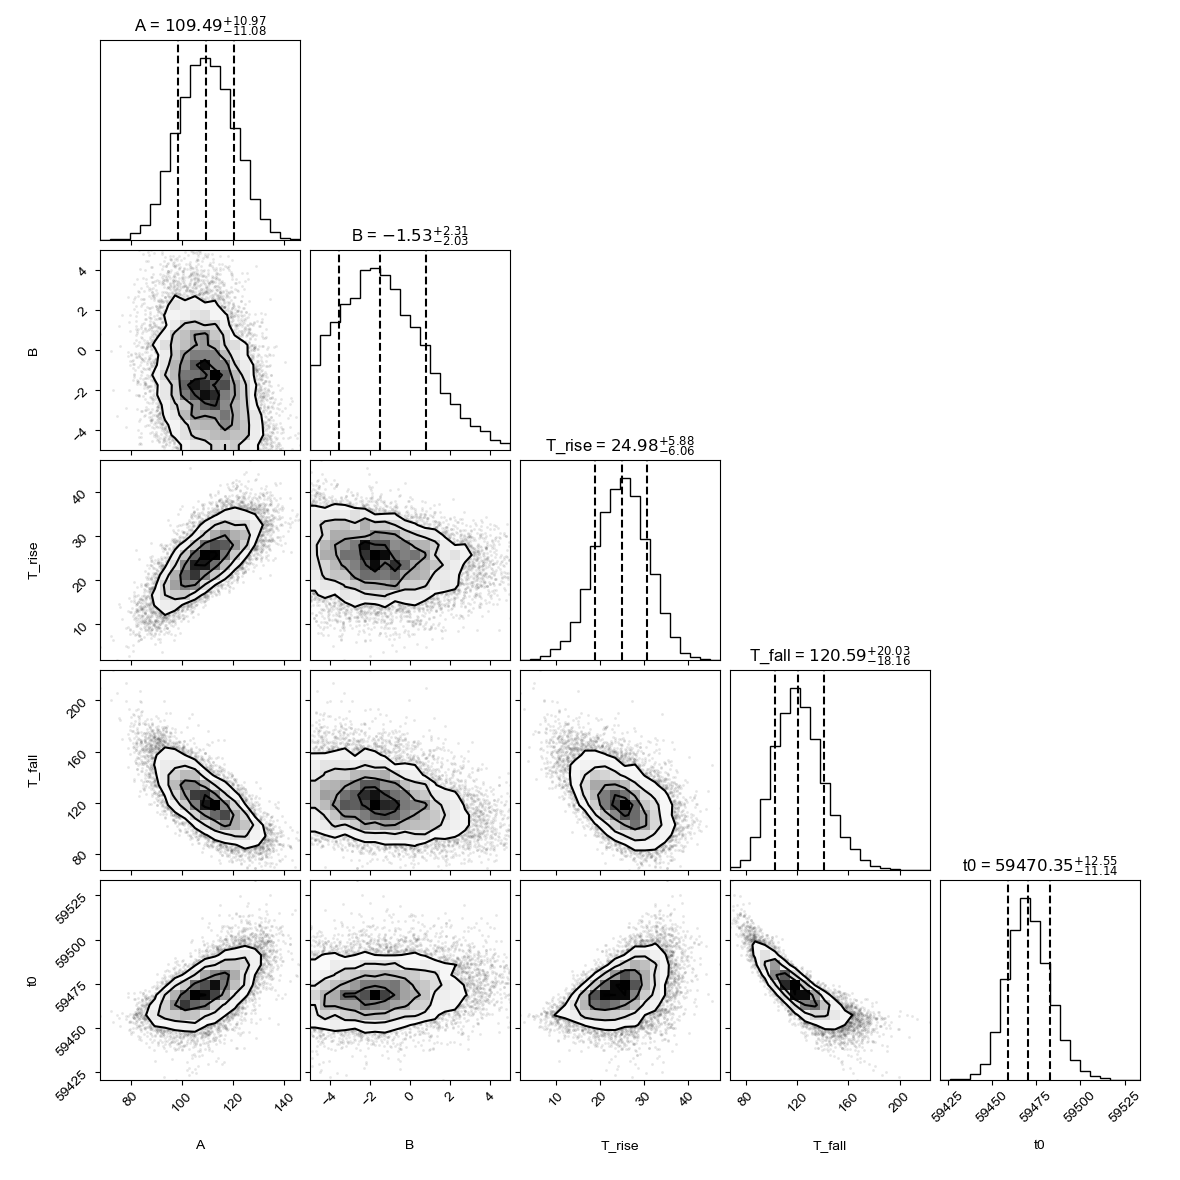 A = 109.49+10.97−11.08
B = −1.53+2.31−2.03
4
2
0
−2
−4
B
T_rise = 24.98+5.88−6.06
40
30
20
10
T_rise
T_fall = 120.59+20.03−18.16
200
160
120
80
T_fall
t0 = 59470.35+12.55−11.14
59525
59500
59475
59450
59425
t0
80 100 120 140 −4 −2 0 2 4 10 20 30 40 80 120 160 200 59425 59450 59475 59500 59525
A B T_rise T_fall t0